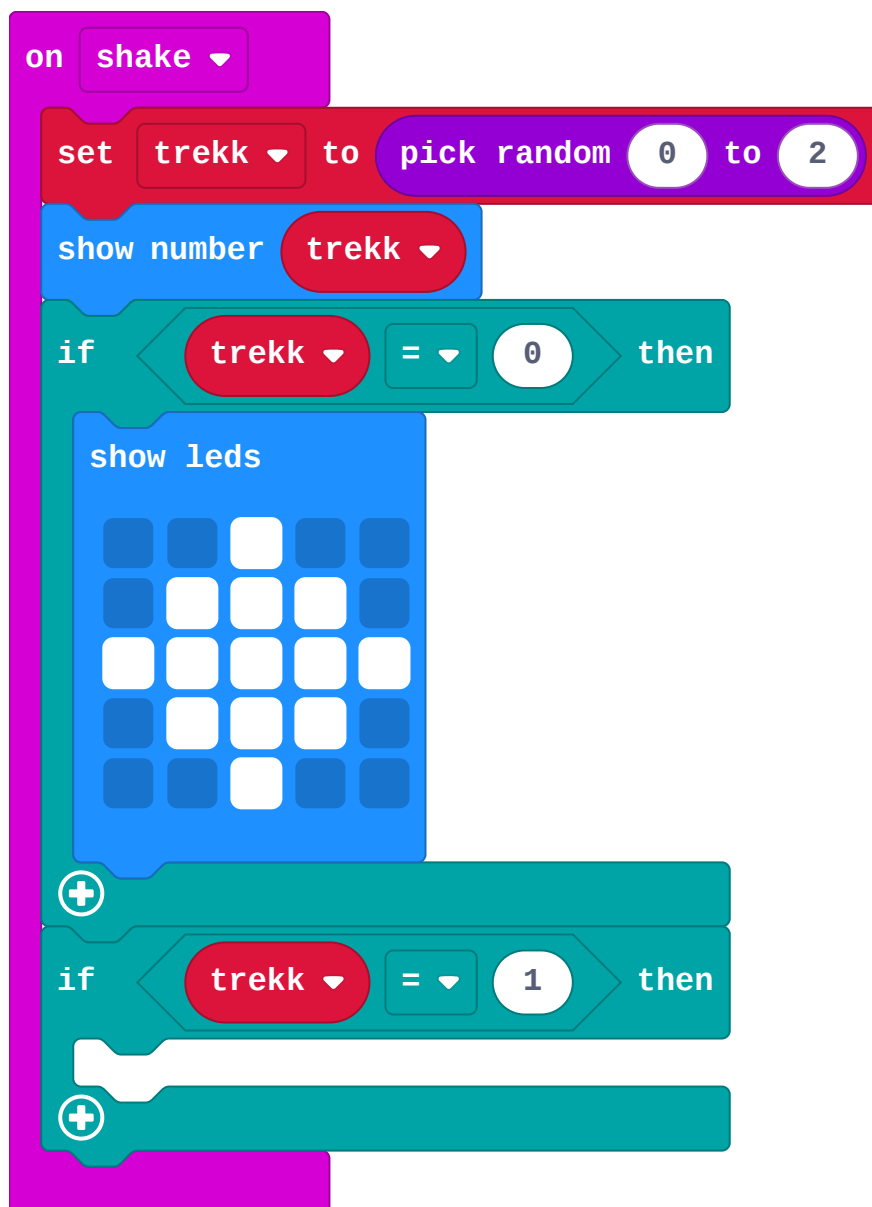 on shake
set trekk to pick random 0 to 2
show number trekk
if trekk = 0 then
show leds
if trekk = 1 then